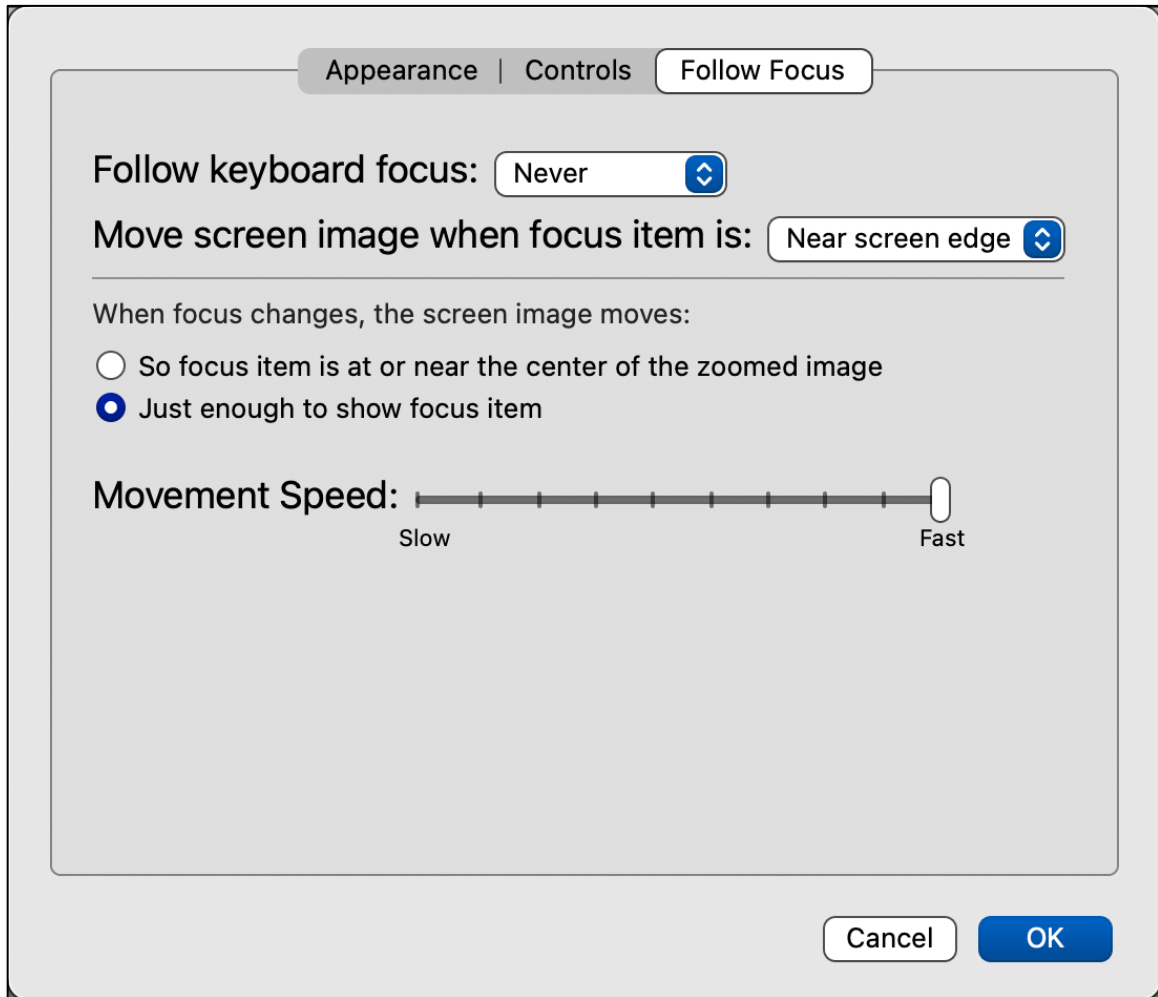 Appearance | Controls Follow Focus
Follow keyboard focus: Never
Move screen image when focus item is: Near screen edge
When focus changes, the screen image moves:
So focus item is at or near the center of the zoomed image
Just enough to show focus item
Movement Speed:
Slow Fast
Cancel OK